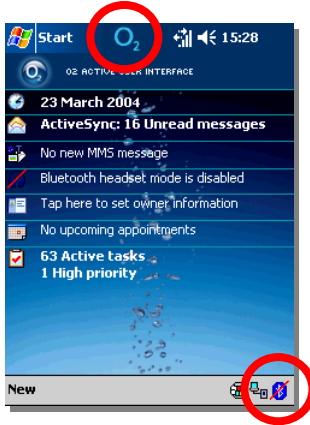 Start O2 15:28
O2 O2 ACTIVE USER INTERFACE
23 March 2004
ActiveSync: 16 Unread messages
No new MMS message
Bluetooth headset mode is disabled
Tap here to set owner information
No upcoming appointments
63 Active tasks
1 High priority
New